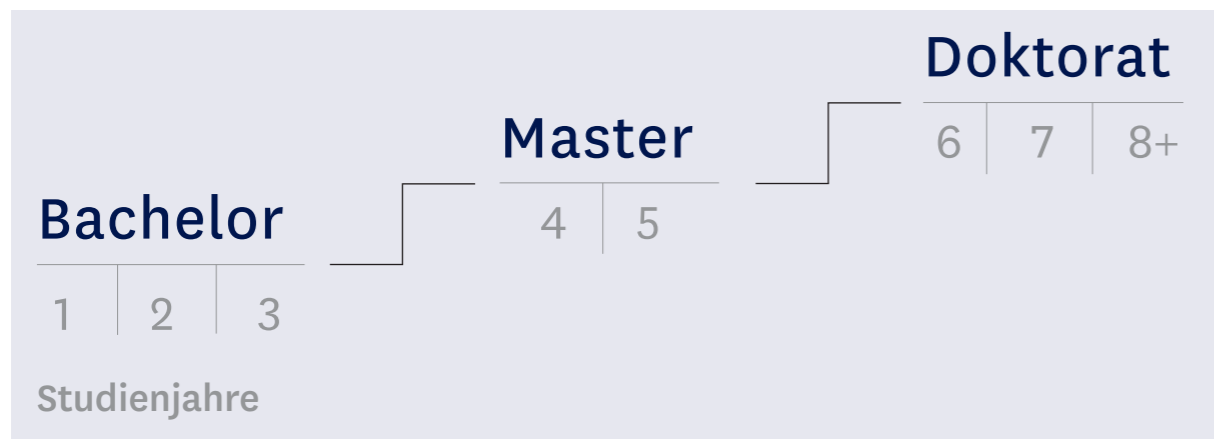 Doktorat
6 7 8+
Master
4 5
Bachelor
1 2 3
Studienjahre